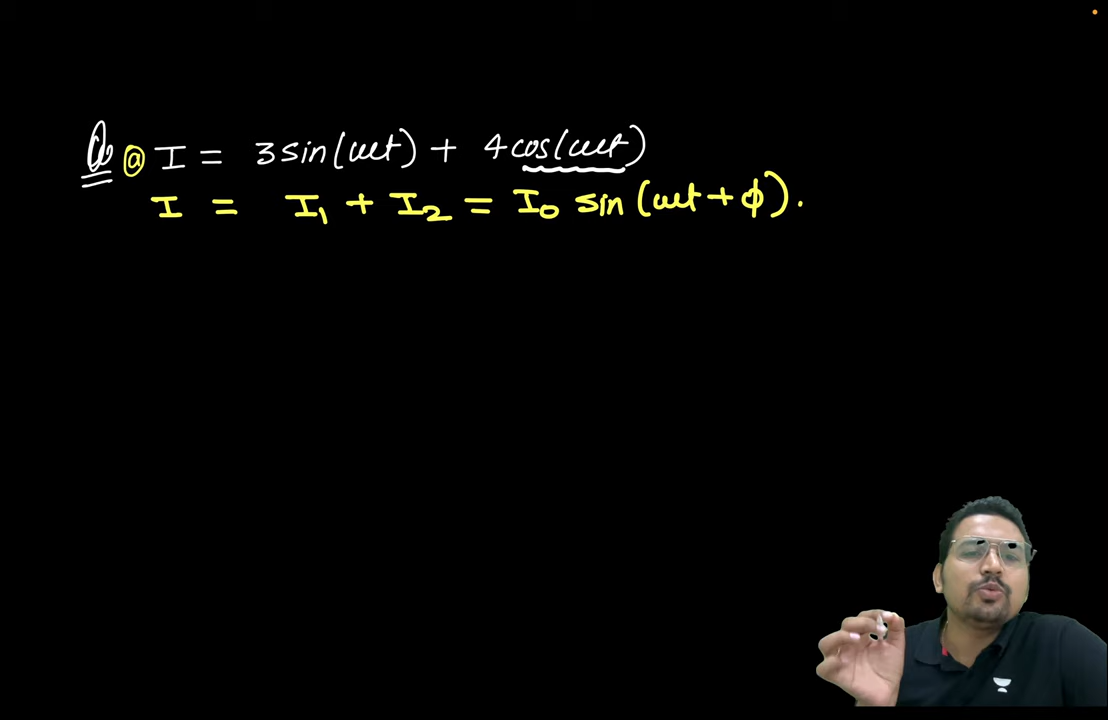 Q ⓐ I = 3sin(ωt) + 4cos(ωt)
I = I₁ + I₂ = I₀ sin(ωt + ϕ).